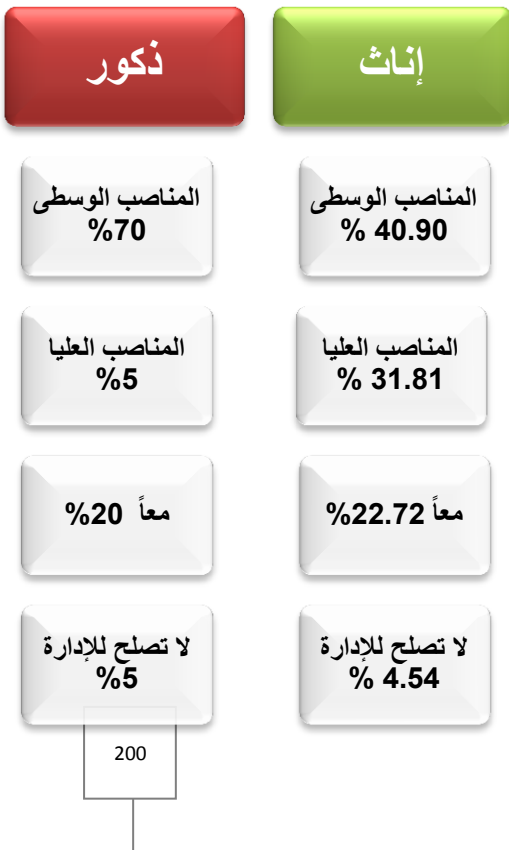 إناث
ذكور
المناصب الوسطى
% 40.90
المناصب الوسطى
%70
المناصب العليا
% 31.81
المناصب العليا
%5
معاً 22.72%
معاً 20%
لا تصلح للإدارة
% 4.54
لا تصلح للإدارة
%5
200